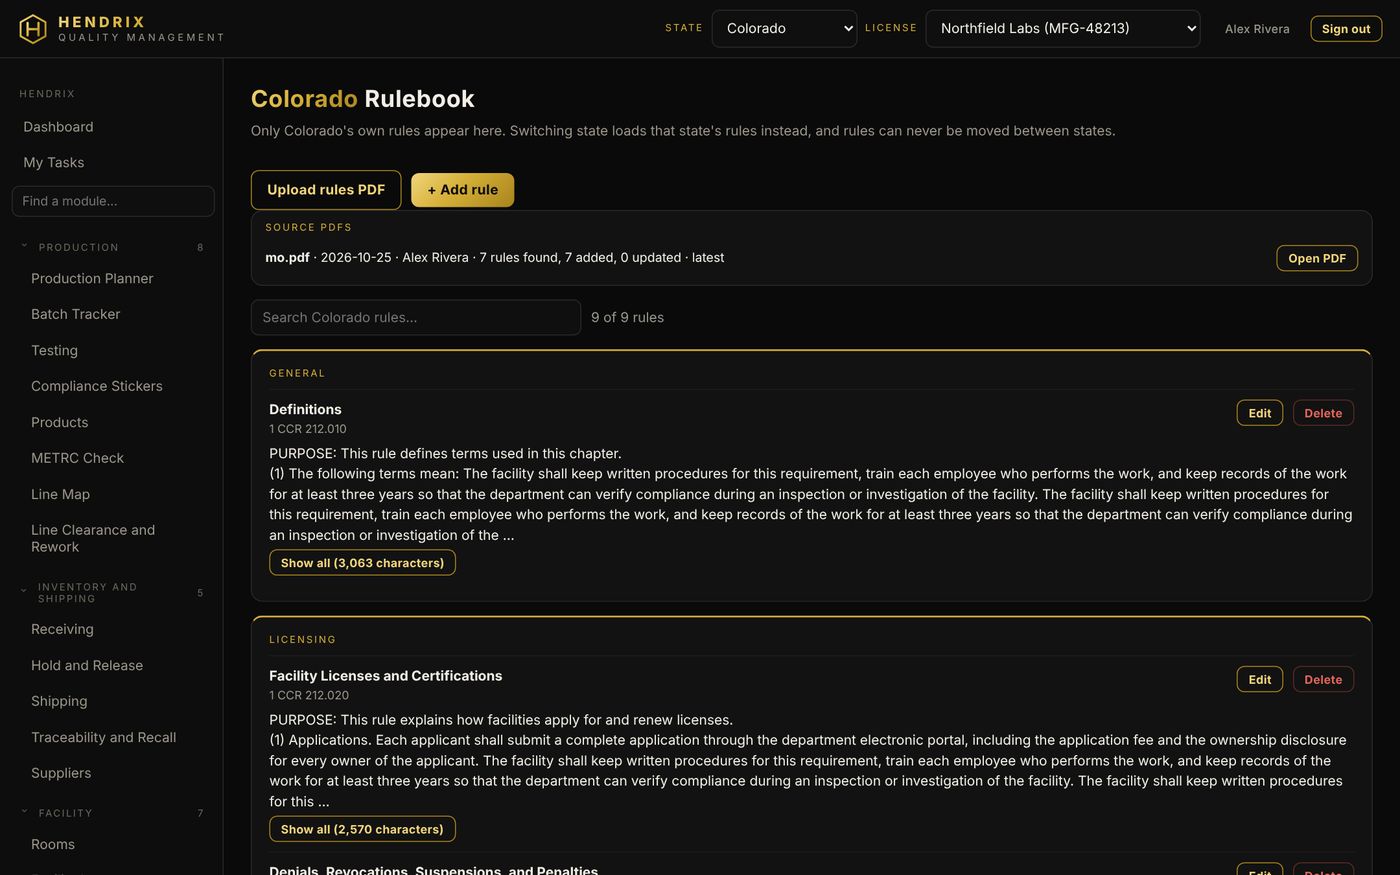 HENDRIX
QUALITY MANAGEMENT
STATE
Colorado
LICENSE
Northfield Labs (MFG-48213)
Alex Rivera
Sign out
HENDRIX
Dashboard
My Tasks
Find a module...
PRODUCTION 8
Production Planner
Batch Tracker
Testing
Compliance Stickers
Products
METRC Check
Line Map
Line Clearance and
Rework
INVENTORY AND
SHIPPING 5
Receiving
Hold and Release
Shipping
Traceability and Recall
Suppliers
FACILITY 7
Rooms
Colorado Rulebook
Only Colorado's own rules appear here. Switching state loads that state's rules instead, and rules can never be moved between states.
Upload rules PDF
+ Add rule
SOURCE PDFS
mo.pdf · 2026-10-25 · Alex Rivera · 7 rules found, 7 added, 0 updated · latest
Open PDF
Search Colorado rules...
9 of 9 rules
GENERAL
Definitions
Edit
Delete
1 CCR 212.010
PURPOSE: This rule defines terms used in this chapter.
(1) The following terms mean: The facility shall keep written procedures for this requirement, train each employee who performs the work, and keep records of the work
for at least three years so that the department can verify compliance during an inspection or investigation of the facility. The facility shall keep written procedures for
this requirement, train each employee who performs the work, and keep records of the work for at least three years so that the department can verify compliance during
an inspection or investigation of the ...
Show all (3,063 characters)
LICENSING
Facility Licenses and Certifications
Edit
Delete
1 CCR 212.020
PURPOSE: This rule explains how facilities apply for and renew licenses.
(1) Applications. Each applicant shall submit a complete application through the department electronic portal, including the application fee and the ownership disclosure
for every owner of the applicant. The facility shall keep written procedures for this requirement, train each employee who performs the work, and keep records of the
work for at least three years so that the department can verify compliance during an inspection or investigation of the facility. The facility shall keep written procedures
for this ...
Show all (2,570 characters)
Denials, Revocations, Suspensions, and Penalties
Edit
Delete